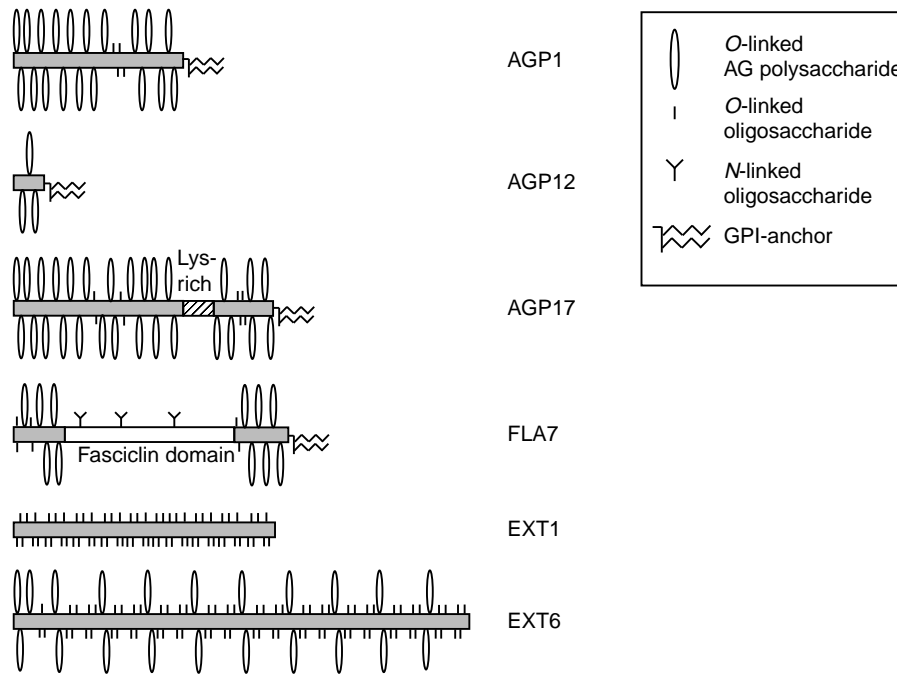 AGP1
AGP12
Lys-
rich
AGP17
FLA7
Fasciclin domain
EXT1
EXT6
O-linked
AG polysaccharide
O-linked
oligosaccharide
N-linked
oligosaccharide
GPI-anchor